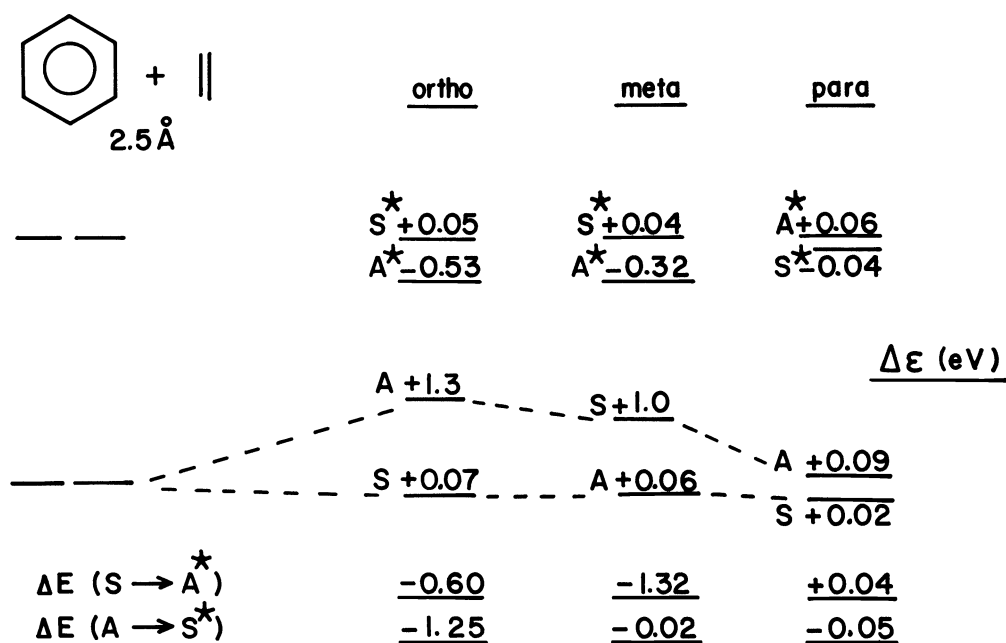 +
2.5 Å
ortho meta para
S* +0.05 S* +0.04 A* +0.06
A* -0.53 A* -0.32 S* -0.04
Δε (eV)
A +1.3 S +1.0
A +0.09
S +0.07 A +0.06
S +0.02
ΔE (S → A*) -0.60 -1.32 +0.04
ΔE (A → S*) -1.25 -0.02 -0.05